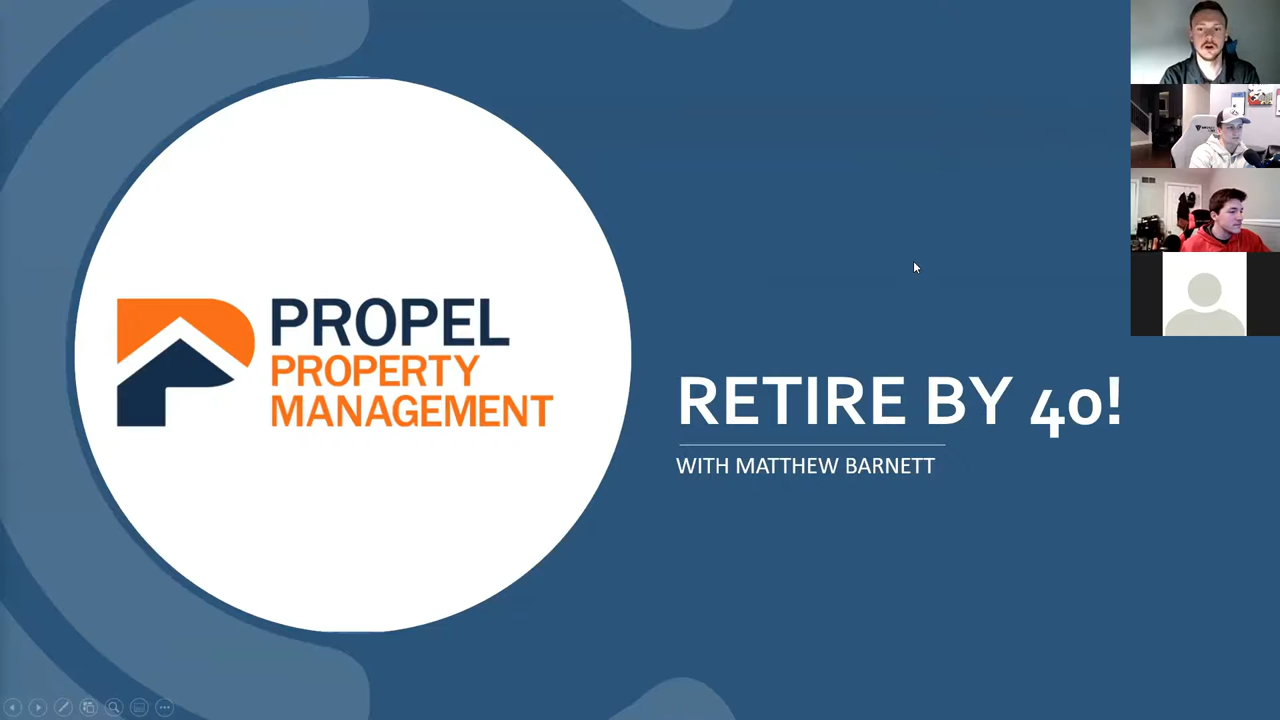 PROPEL
PROPERTY
MANAGEMENT
RETIRE BY 40!
WITH MATTHEW BARNETT